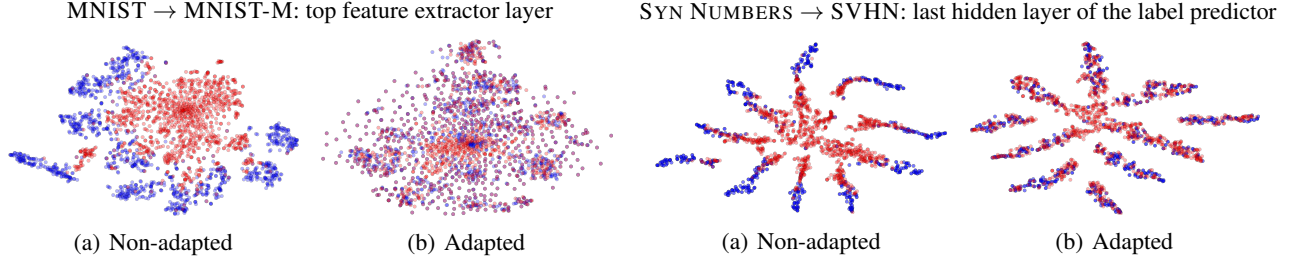 MNIST → MNIST-M: top feature extractor layer
SYN NUMBERS → SVHN: last hidden layer of the label predictor
(a) Non-adapted
(b) Adapted
(a) Non-adapted
(b) Adapted